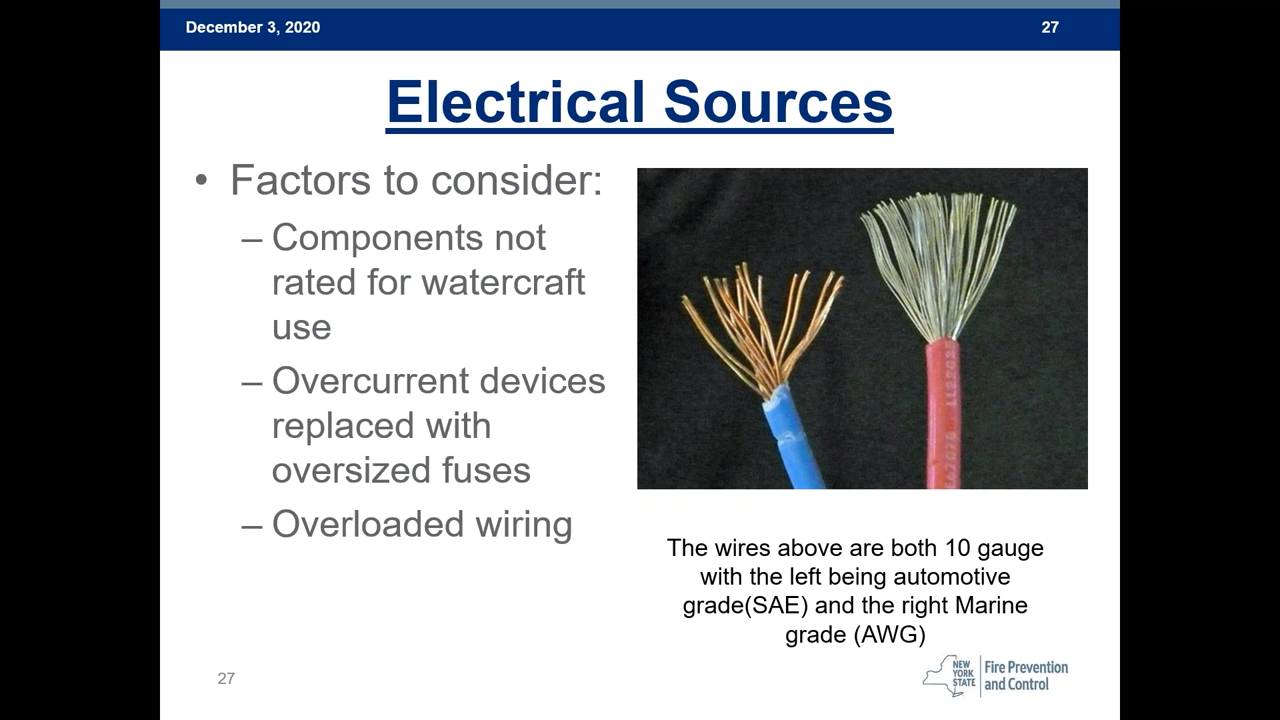 December 3, 2020 27
Electrical Sources
• Factors to consider:
– Components not
rated for watercraft
use
– Overcurrent devices
replaced with
oversized fuses
– Overloaded wiring
The wires above are both 10 gauge
with the left being automotive
grade(SAE) and the right Marine
grade (AWG)
27
NEW
YORK
STATE
Fire Prevention
and Control